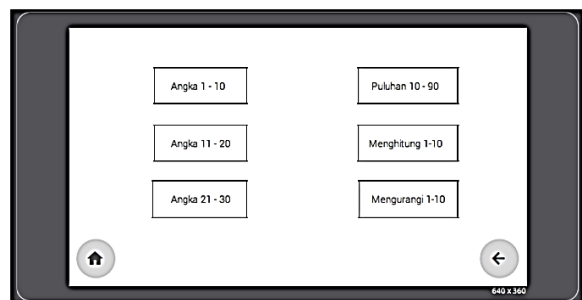 Angka 1 - 10
Puluhan 10 - 90
Angka 11 - 20
Menghitung 1-10
Angka 21 - 30
Mengurangi 1-10
640 x 360